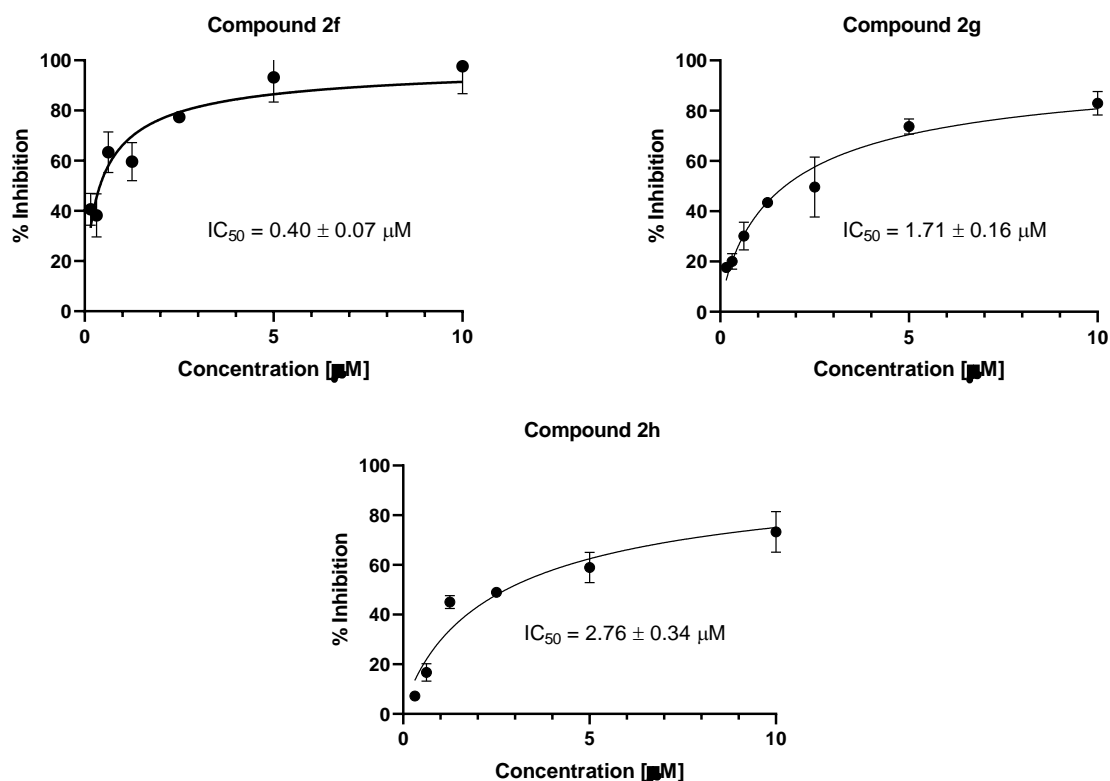 Compound 2f
100
80
60
40
20
0
% Inhibition
IC50 = 0.40 ± 0.07 μM
0 5 10
Concentration [μM]
Compound 2g
100
80
60
40
20
0
% Inhibition
IC50 = 1.71 ± 0.16 μM
0 5 10
Concentration [μM]
Compound 2h
100
80
60
40
20
0
% Inhibition
IC50 = 2.76 ± 0.34 μM
0 5 10
Concentration [μM]